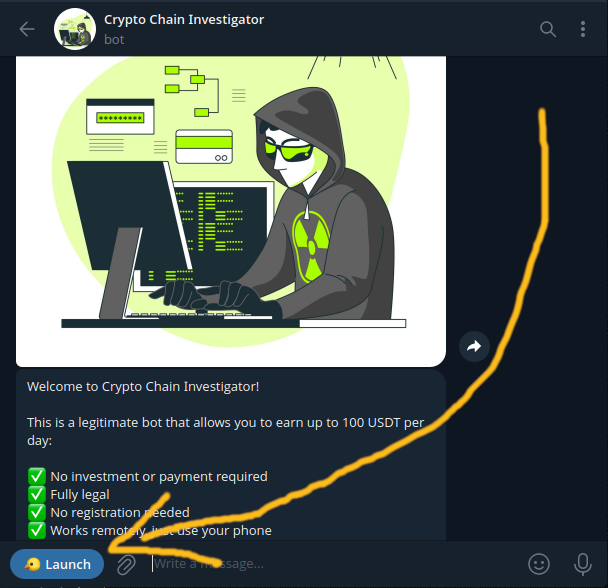 Crypto Chain Investigator
bot
Welcome to Crypto Chain Investigator!
This is a legitimate bot that allows you to earn up to 100 USDT per
day:
✅ No investment or payment required
✅ Fully legal
✅ No registration needed
✅ Works remotely, just use your phone
Launch
Write a message...